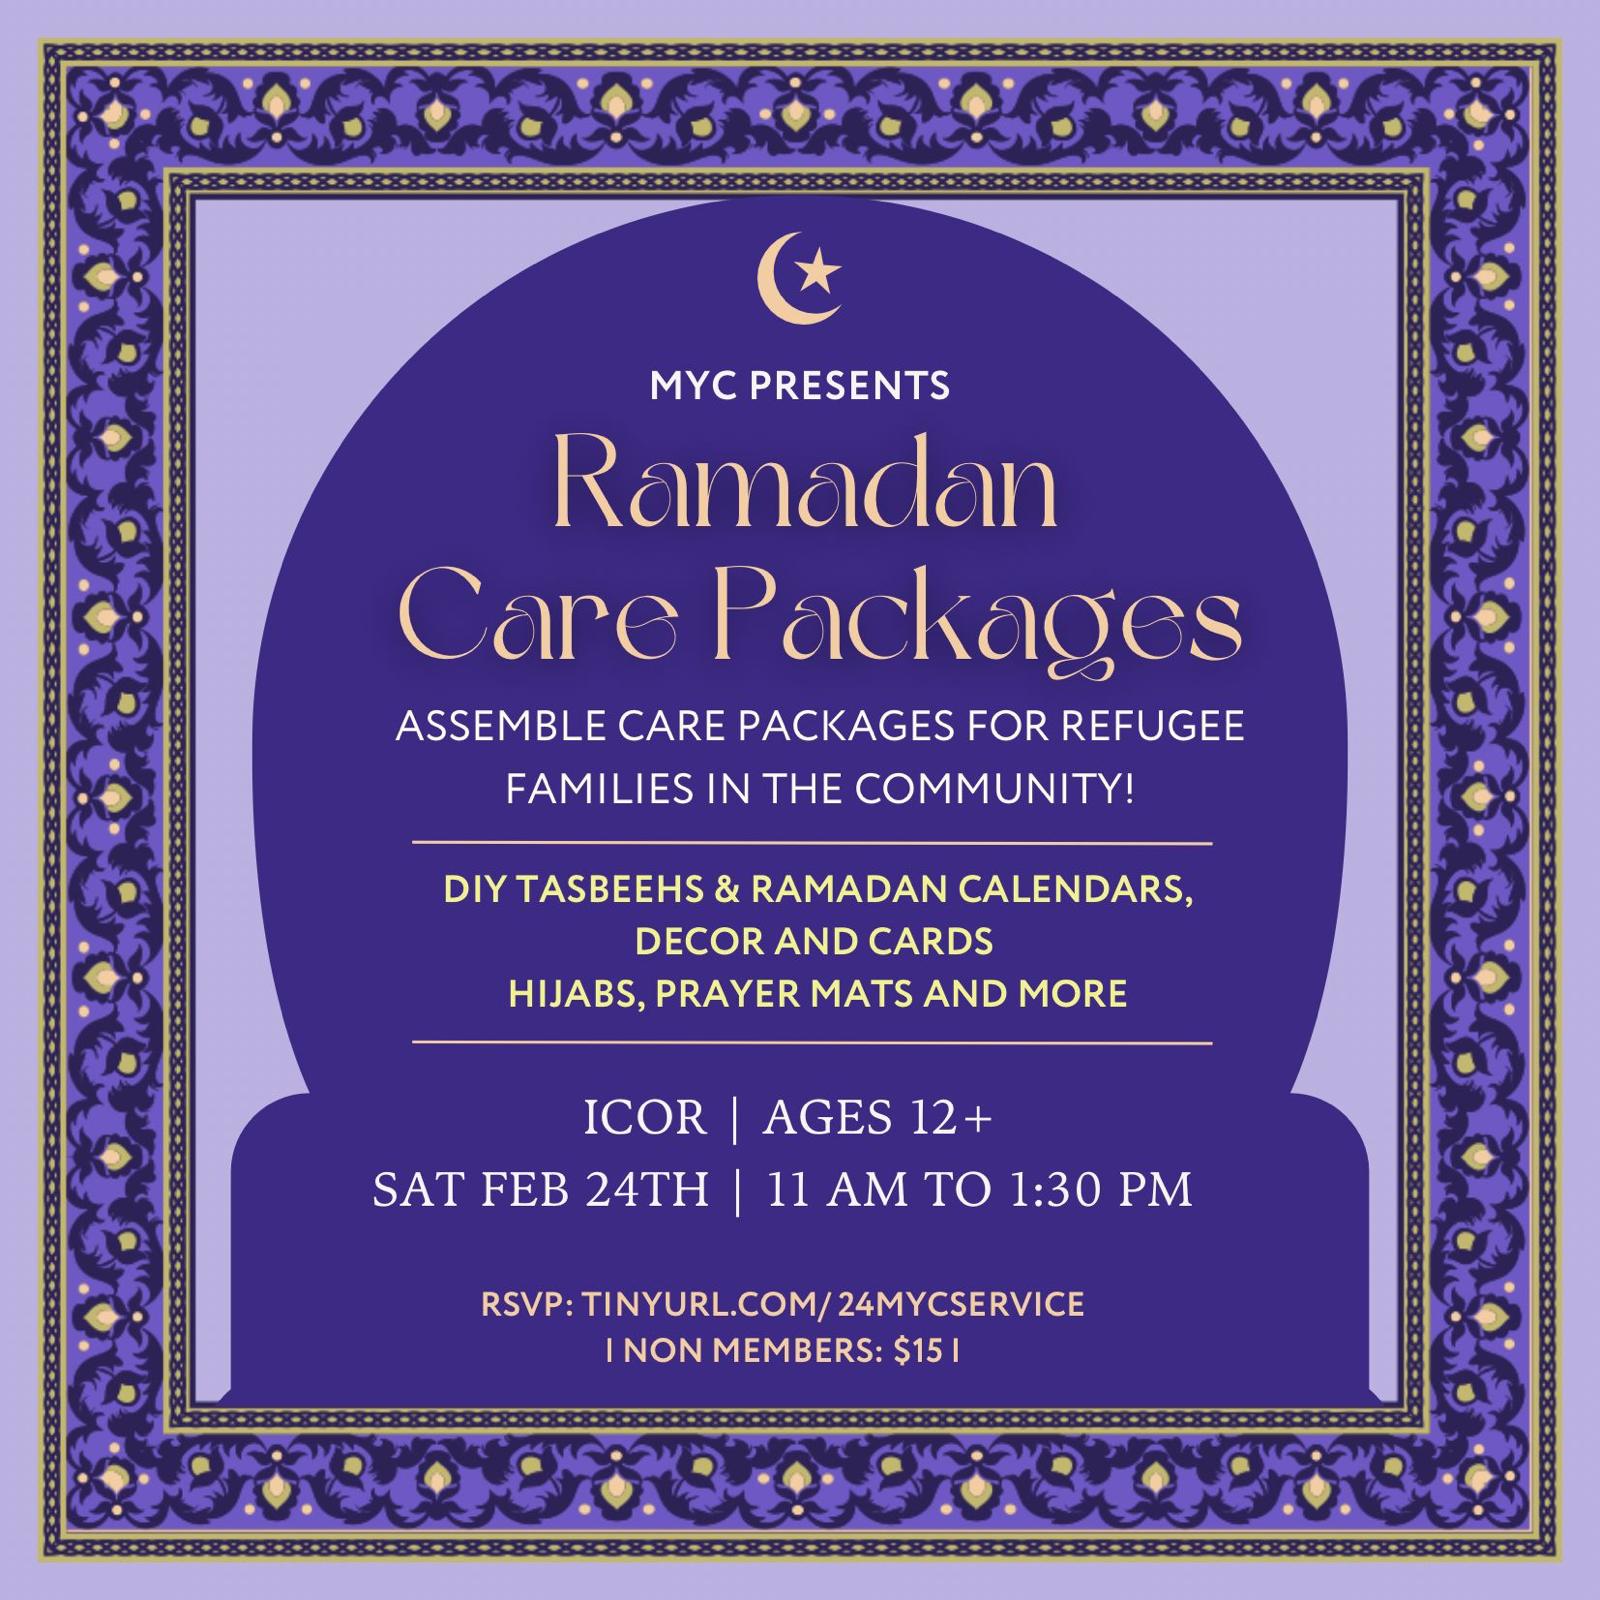 MYC PRESENTS
Ramadan
Care Packages
ASSEMBLE CARE PACKAGES FOR REFUGEE
FAMILIES IN THE COMMUNITY!
DIY TASBEEHS & RAMADAN CALENDARS,
DECOR AND CARDS
HIJABS, PRAYER MATS AND MORE
ICOR | AGES 12+
SAT FEB 24TH | 11 AM TO 1:30 PM
RSVP: TINYURL.COM/24MYCSERVICE
| NON MEMBERS: $15 |